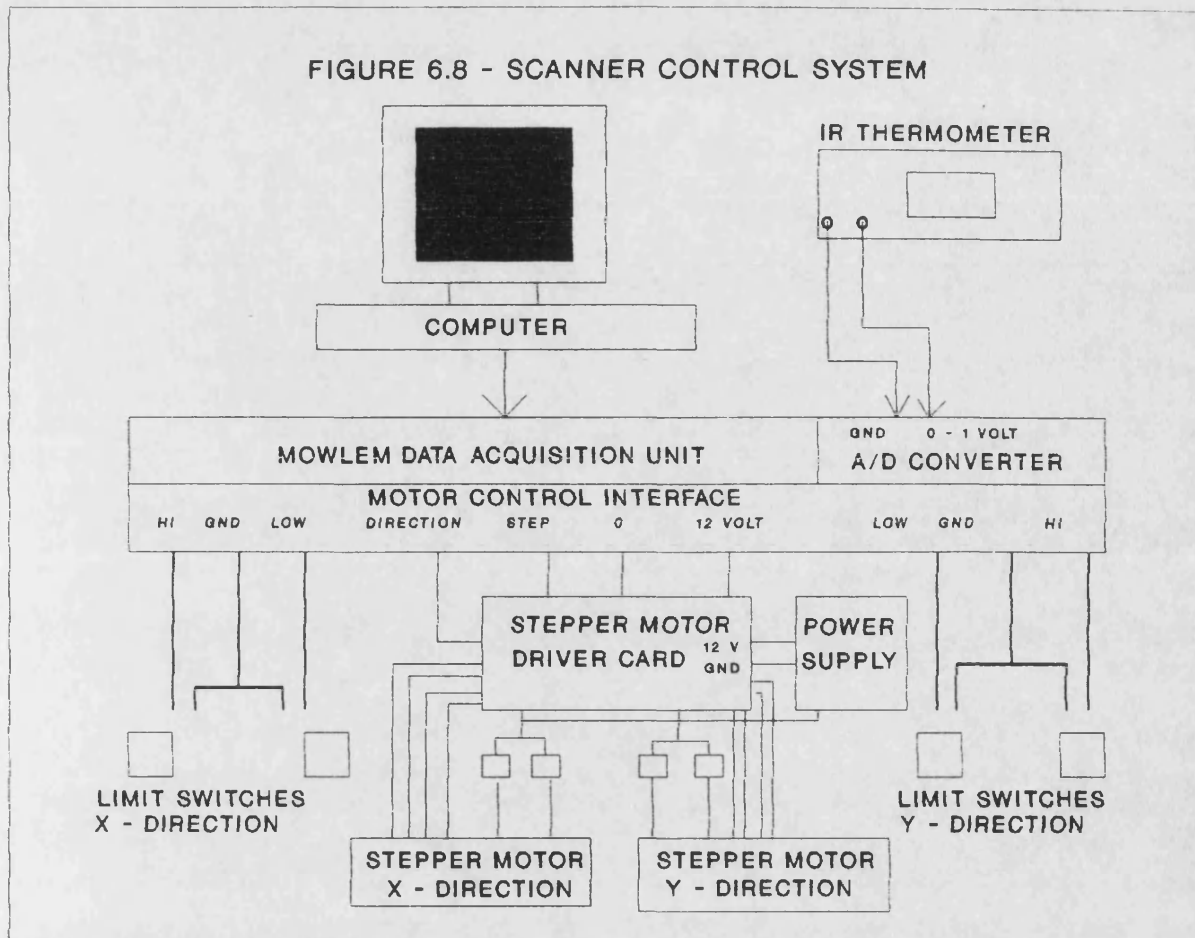 FIGURE 6.8 - SCANNER CONTROL SYSTEM
IR THERMOMETER
COMPUTER
GND 0 - 1 VOLT
MOWLEM DATA ACQUISITION UNIT
A/D CONVERTER
MOTOR CONTROL INTERFACE
HI GND LOW DIRECTION STEP 0 12 VOLT LOW GND HI
STEPPER MOTOR
DRIVER CARD
12 V
GND
POWER
SUPPLY
LIMIT SWITCHES
X - DIRECTION
LIMIT SWITCHES
Y - DIRECTION
STEPPER MOTOR
X - DIRECTION
STEPPER MOTOR
Y - DIRECTION